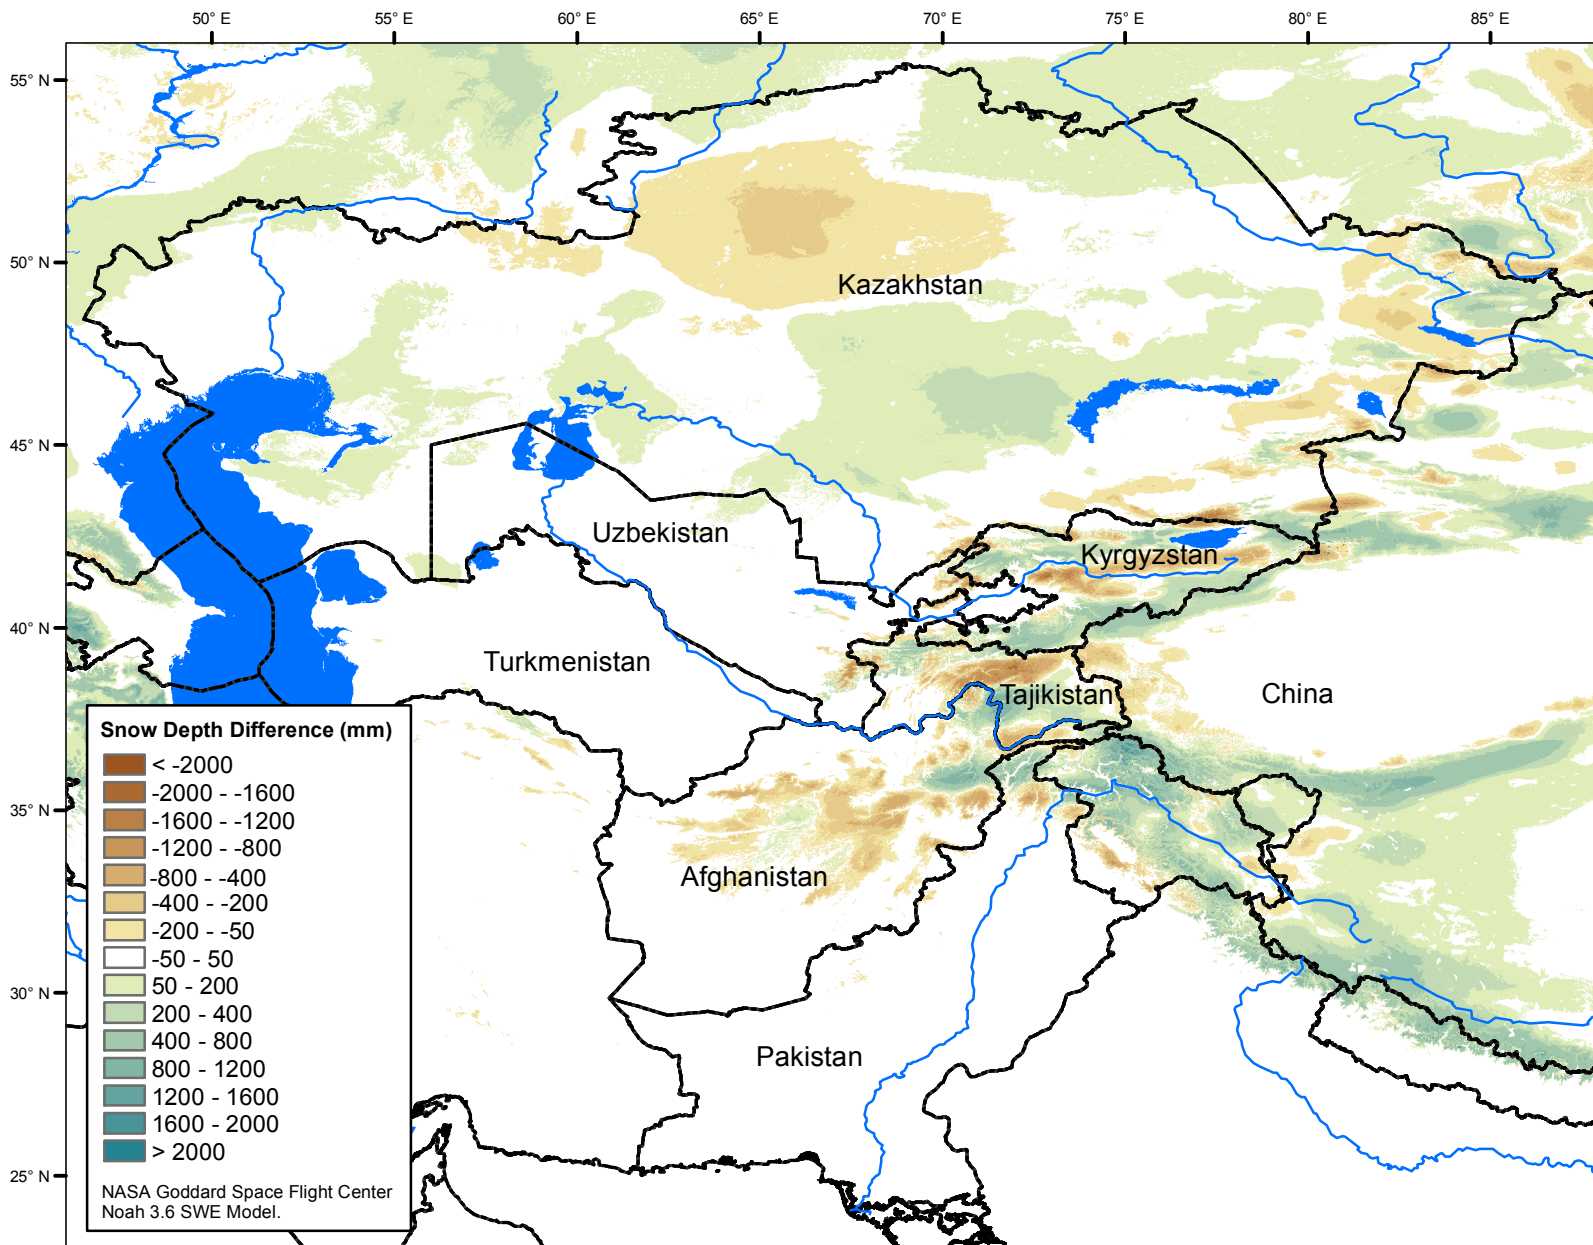 50° E
55° E
60° E
65° E
70° E
75° E
80° E
85° E
55° N
50° N
45° N
40° N
35° N
30° N
25° N
Kazakhstan
Uzbekistan
Kyrgyzstan
Turkmenistan
Tajikistan
China
Afghanistan
Pakistan
Snow Depth Difference (mm)
< -2000
-2000 - -1600
-1600 - -1200
-1200 - -800
-800 - -400
-400 - -200
-200 - -50
-50 - 50
50 - 200
200 - 400
400 - 800
800 - 1200
1200 - 1600
1600 - 2000
> 2000
NASA Goddard Space Flight Center
Noah 3.6 SWE Model.